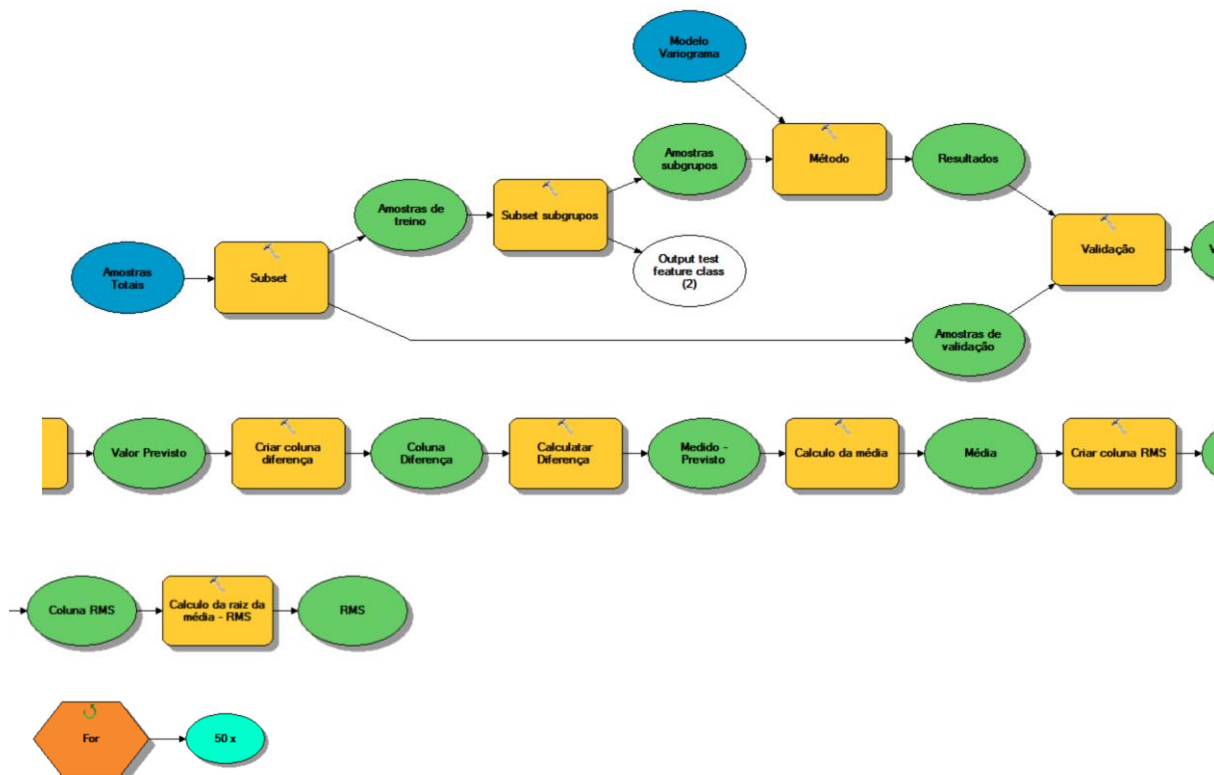 Modelo
Variograma
Amostras
subgrupos
Método
Resultados
Amostras de
treino
Subset subgrupos
Amostras
Totais
Subset
Output test
feature class
(2)
Validação
V
Amostras de
validação
Valor Previsto
Criar coluna
diferença
Coluna
Diferença
Calculatar
Diferença
Medido -
Previsto
Calculo da média
Média
Criar coluna RMS
Coluna RMS
Calculo da raiz da
média - RMS
RMS
For
50 x